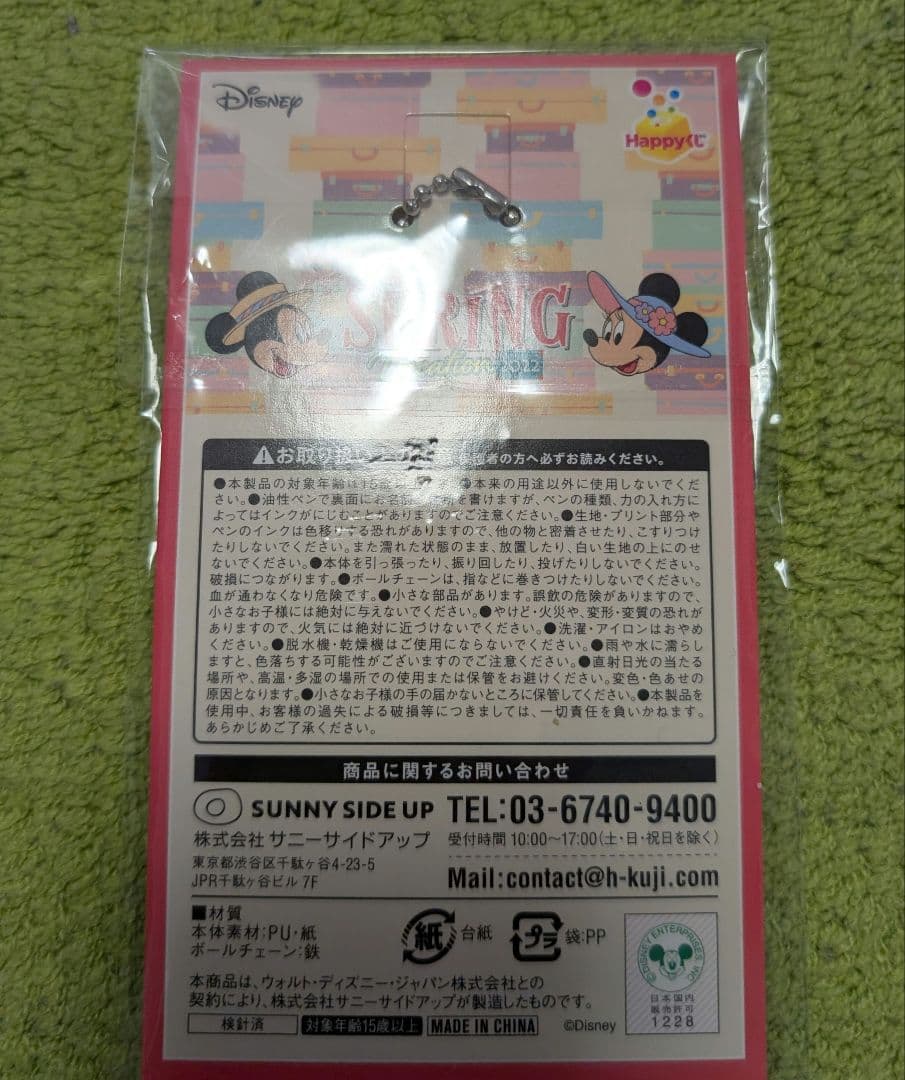 Disney
Happyくじ
SPRING
2022
お取り扱い
保護者の方へ必ずお読みください。
●本製品の対象年齢は15歳以上 ●本来の用途以外に使用しないでくだ
さい。●油性ペンで裏面にお名前 を書けますが、ペンの種類、力の入れ方に
よってはインクがにじむことがありますのでご注意ください。●生地・プリント部分や
ペンのインクは色移りする恐れがありますので、他の物と密着させたり、こすりつけ
たりしないでください。また濡れた状態のまま、放置したり、白い生地の上にのせ
ないでください。●本体を引っ張ったり、振り回したり、投げたりしないでください。
破損につながります。●ボールチェーンは、指などに巻きつけたりしないでください。
血が通わなくなり危険です。●小さな部品があります。誤飲の危険がありますので、
小さなお子様には絶対に与えないでください。●やけど・火災や、変形・変質の恐れが
ありますので、火気には絶対に近づけないでください。●洗濯・アイロンはおやめ
ください。●脱水機・乾燥機はご使用にならないでください。●雨や水に濡らし
ますと、色落ちする可能性がございますのでご注意ください。●直射日光の当たる
場所や、高温・多湿の場所での使用または保管をお避けください。変色・色あせの
原因となります。●小さなお子様の手の届かないところに保管してください。●本製品を
使用中、お客様の過失による破損等につきましては、一切責任を負いかねます。
あらかじめご了承ください。
商品に関するお問い合わせ
SUNNY SIDE UP
TEL:03-6740-9400
株式会社 サニーサイドアップ
受付時間 10:00～17:00(土・日・祝日を除く)
東京都渋谷区千駄ヶ谷4-23-5
JPR千駄ヶ谷ビル 7F
Mail:contact@h-kuji.com
■材質
本体素材:PU・紙
ボールチェーン:鉄
紙 台紙
プラ 袋:PP
本商品は、ウォルト・ディズニー・ジャパン株式会社との
契約により、株式会社サニーサイドアップが製造したものです。
検針済 対象年齢15歳以上 MADE IN CHINA ©Disney
©DISNEY ENTERPRISES, INC
日本国内
販売許可
1228